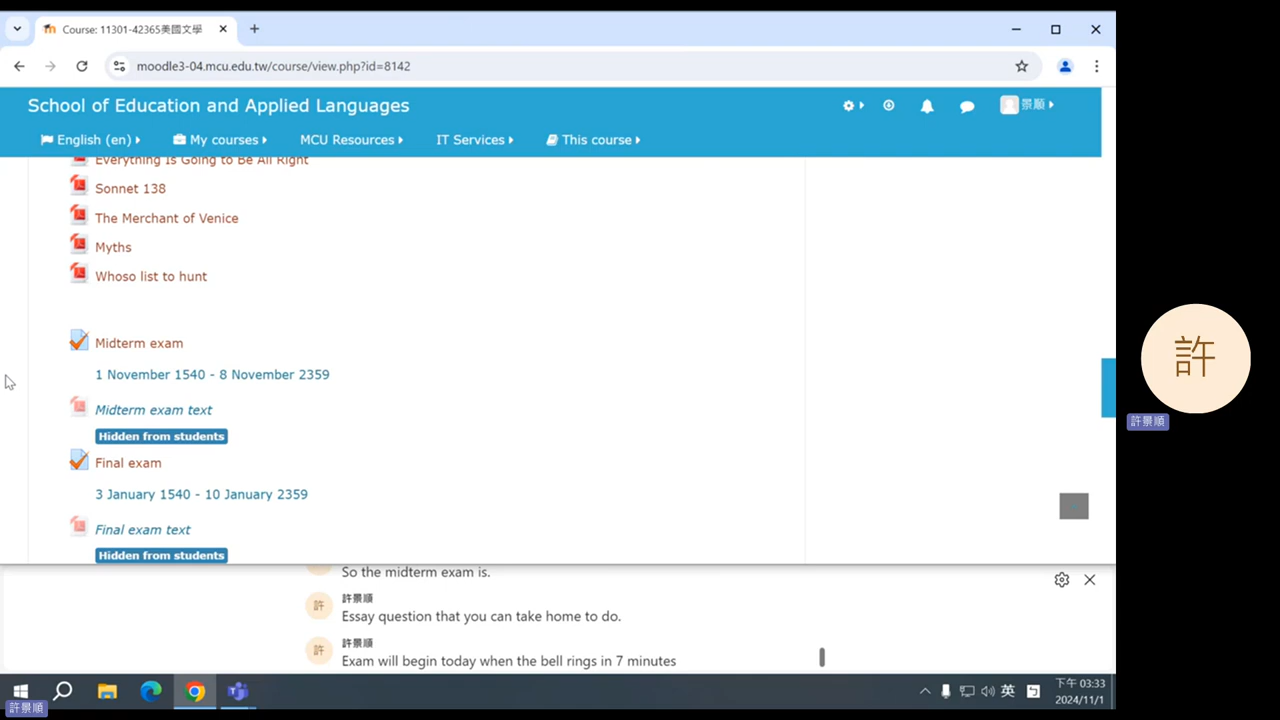 Course: 11301-42365美國文學
moodle3-04.mcu.edu.tw/course/view.php?id=8142
School of Education and Applied Languages
景順
English (en) My courses MCU Resources IT Services This course
Everything Is Going to Be All Right
Sonnet 138
The Merchant of Venice
Myths
Whoso list to hunt
Midterm exam
1 November 1540 - 8 November 2359
Midterm exam text
Hidden from students
Final exam
3 January 1540 - 10 January 2359
Final exam text
Hidden from students
許
許景順
So the midterm exam is.
許 許景順
Essay question that you can take home to do.
許 許景順
Exam will begin today when the bell rings in 7 minutes
英
下午 03:33
2024/11/1
許景順